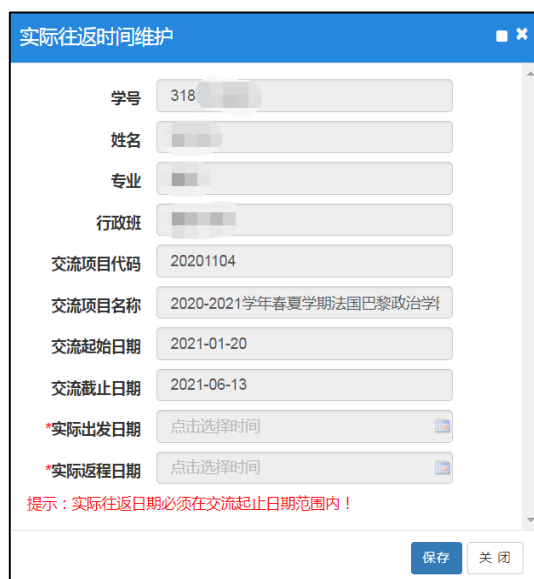 实际往返时间维护
学号 318
姓名
专业
行政班
交流项目代码 20201104
交流项目名称 2020-2021学年春夏学期法国巴黎政治学
交流起始日期 2021-01-20
交流截止日期 2021-06-13
*实际出发日期 点击选择时间
*实际返程日期 点击选择时间
提示：实际往返日期必须在交流起止日期范围内！
保存 关闭